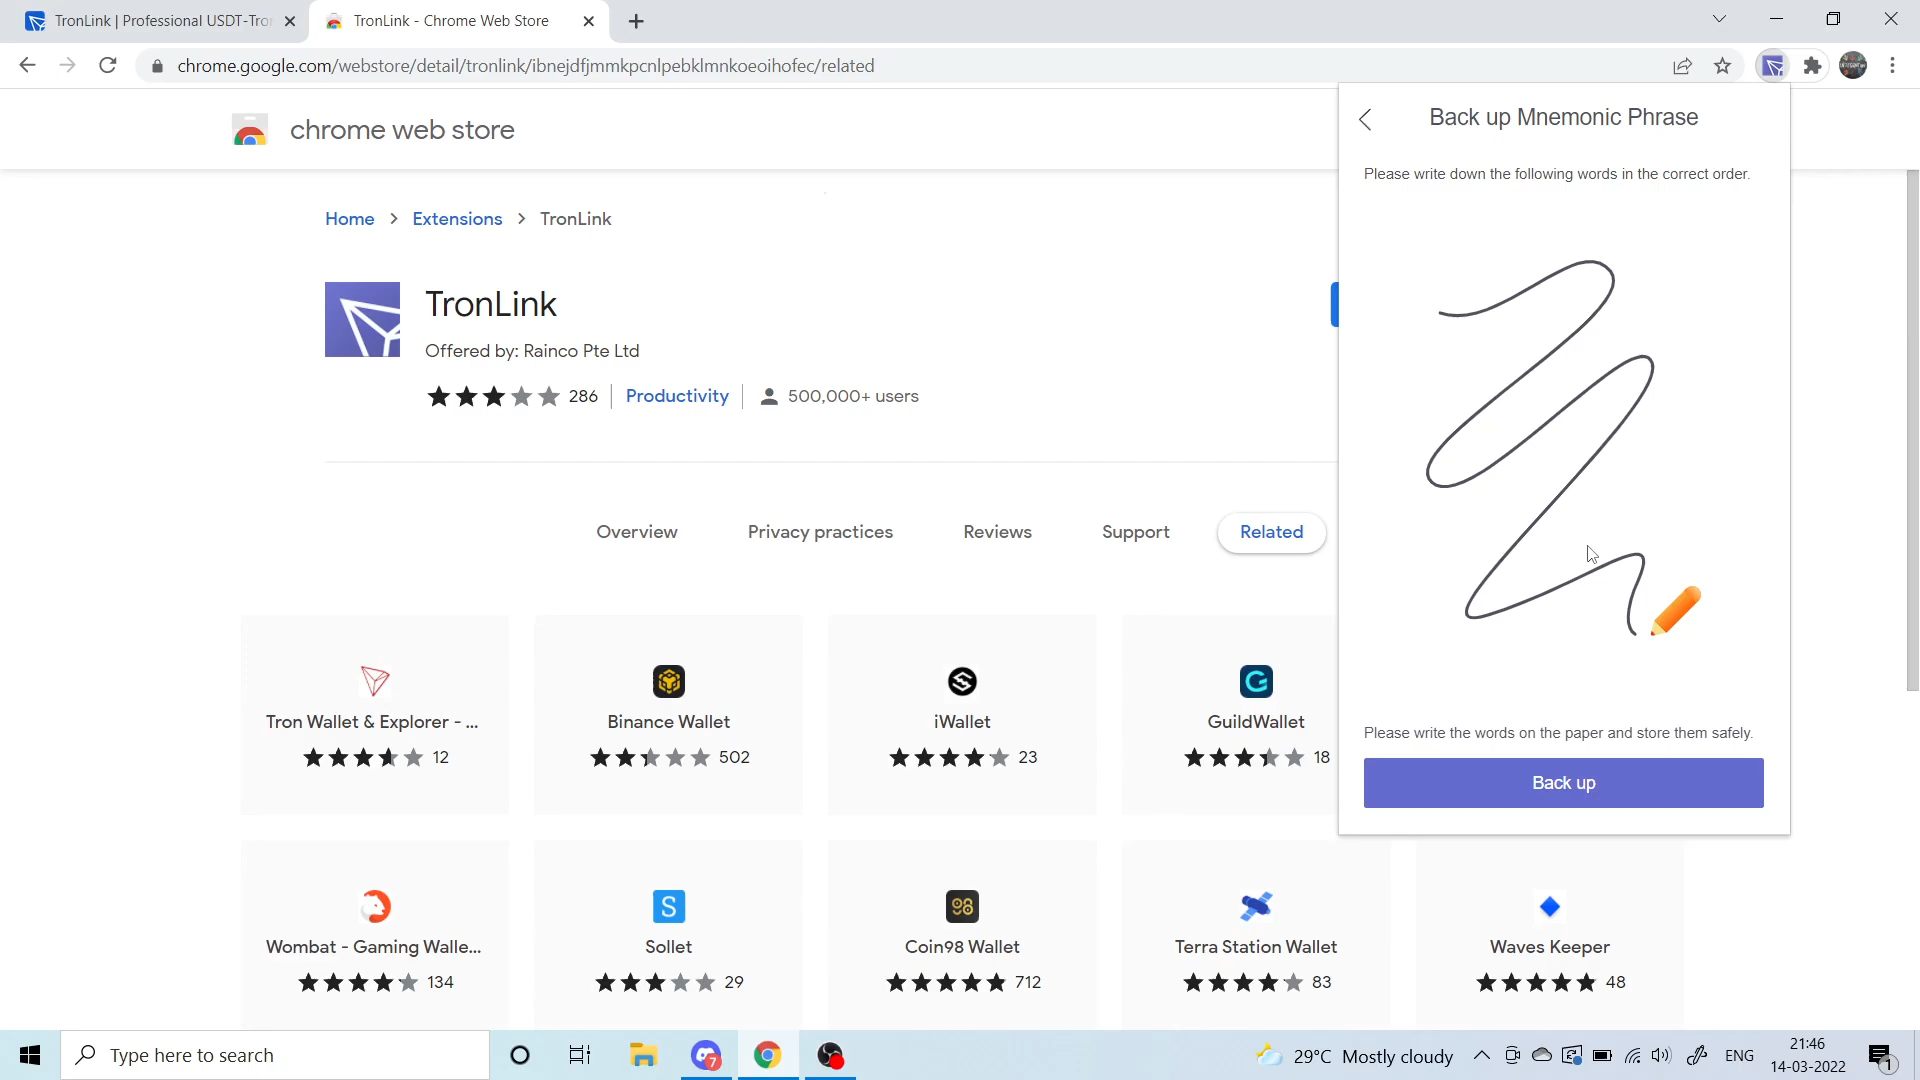 TronLink | Professional USDT-Tron
TronLink - Chrome Web Store
chrome.google.com/webstore/detail/tronlink/ibnejdfjmmkpcnlpebklmnkoeoihofec/related
chrome web store
Back up Mnemonic Phrase
Please write down the following words in the correct order.
Home > Extensions > TronLink
TronLink
Offered by: Rainco Pte Ltd
286 Productivity 500,000+ users
Overview Privacy practices Reviews Support Related
Tron Wallet & Explorer - ... Binance Wallet iWallet GuildWallet
12 502 23 18
Please write the words on the paper and store them safely.
Back up
Wombat - Gaming Walle... Sollet Coin98 Wallet Terra Station Wallet Waves Keeper
134 29 712 83 48
Type here to search
7
29°C Mostly cloudy
ENG
21:46
14-03-2022
1